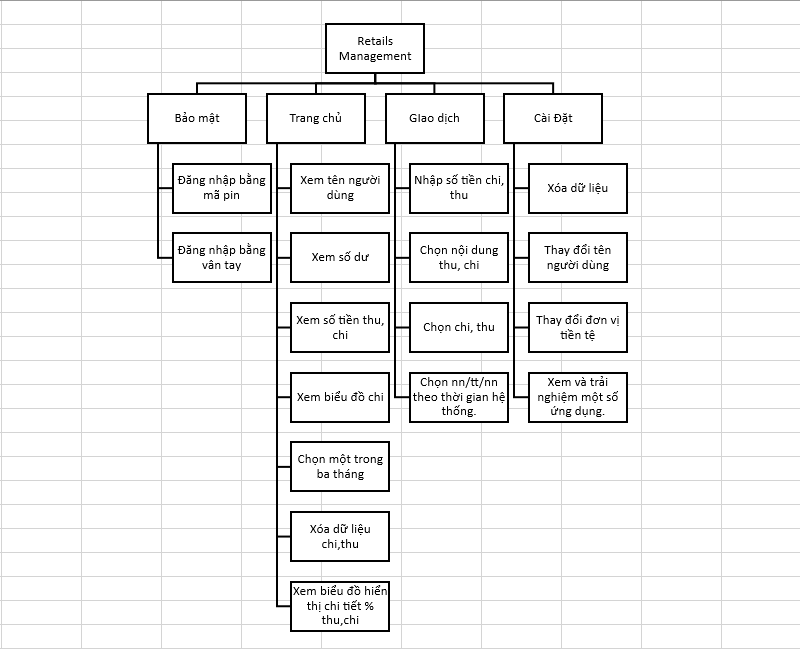 Retails
Management
Bảo mật
Trang chủ
GIao dịch
Cài Đặt
Đăng nhập bằng
mã pin
Đăng nhập bằng
vân tay
Xem tên người
dùng
Xem số dư
Xem số tiền thu,
chi
Xem biểu đồ chi
Chọn một trong
ba tháng
Xóa dữ liệu
chi,thu
Xem biểu đồ hiển
thị chi tiết %
thu,chi
Nhập số tiền chi,
thu
Chọn nội dung
thu, chi
Chọn chi, thu
Chọn nn/tt/nn
theo thời gian hệ
thống.
Xóa dữ liệu
Thay đổi tên
người dùng
Thay đổi đơn vị
tiền tệ
Xem và trải
nghiệm một số
ứng dụng.